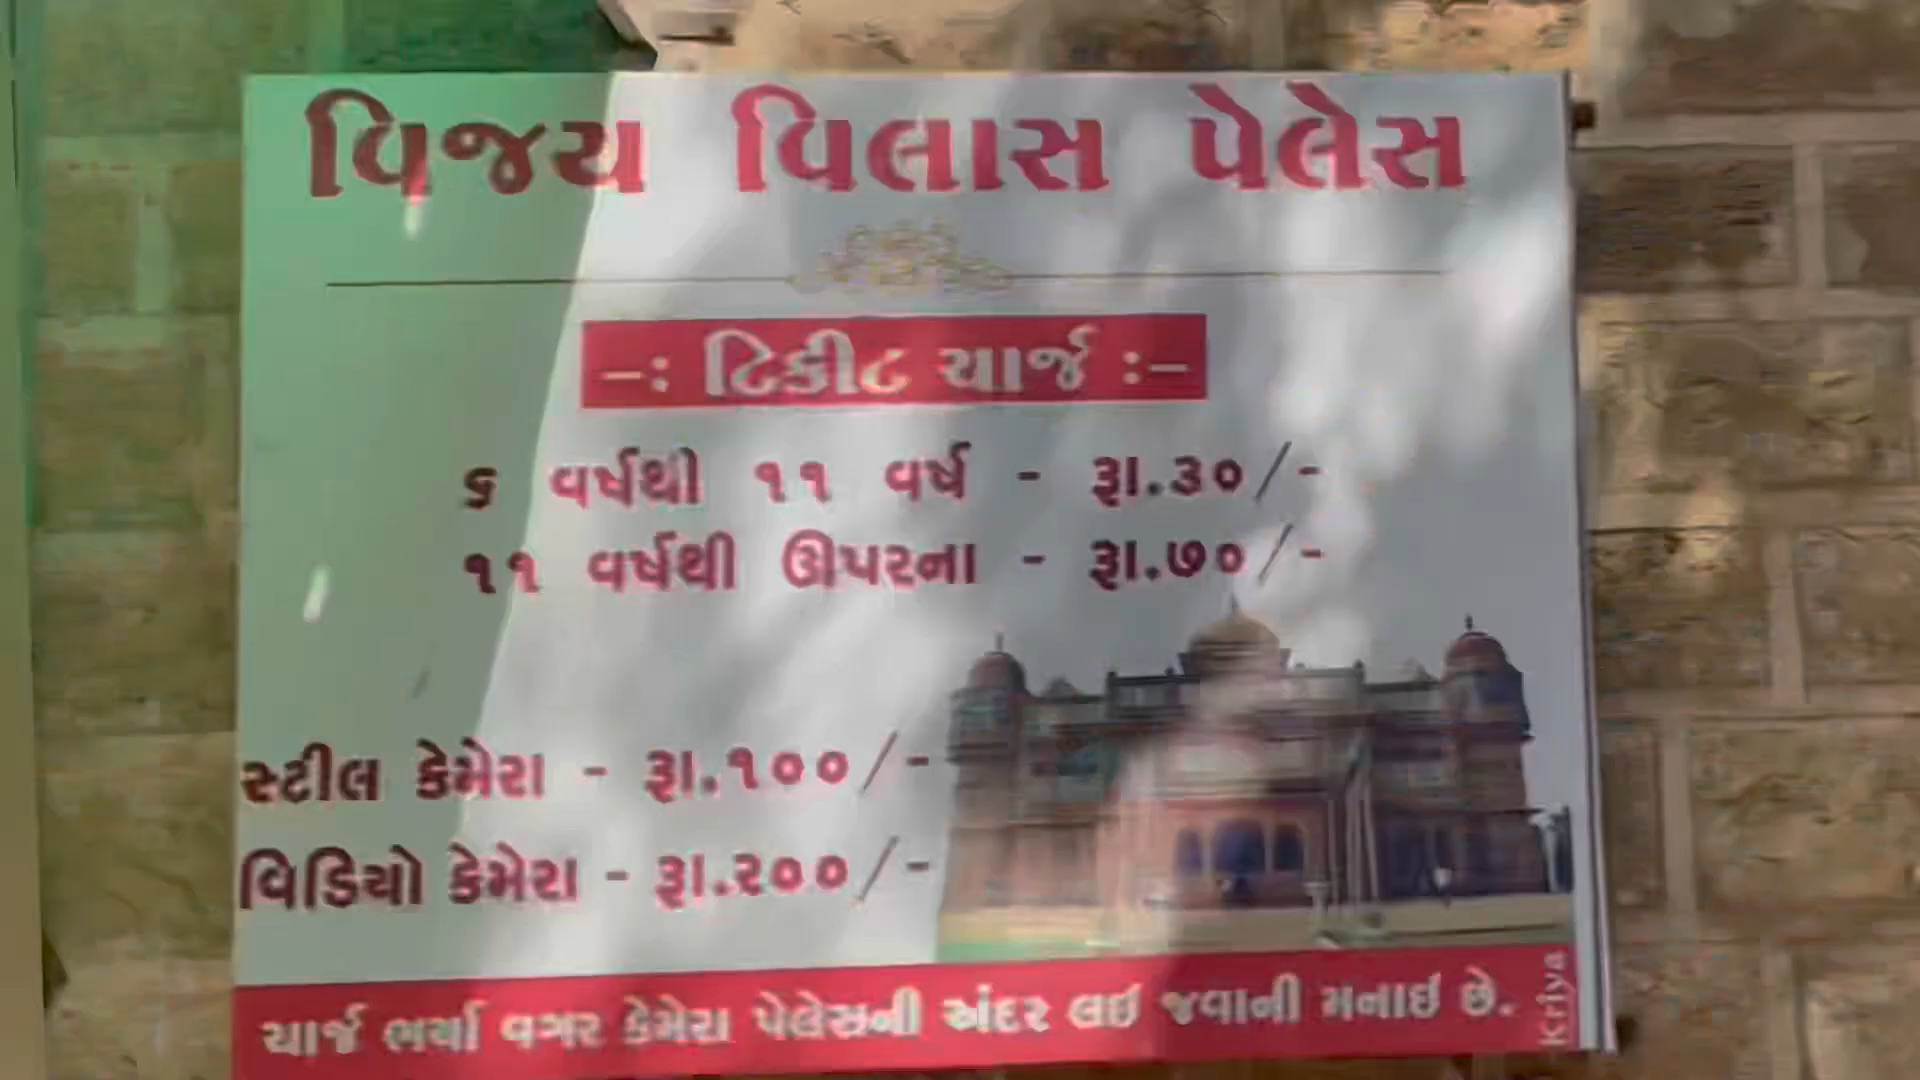 વિજય વિલાસ પેલેસ
–: ટિકીટ ચાર્જ :–
૬ વર્ષથી ૧૧ વર્ષ - રૂા.૩૦/-
૧૧ વર્ષથી ઊપરના - રૂા.૭૦/-
સ્ટીલ કેમેરા - રૂા.૧૦૦/-
વિડિયો કેમેરા - રૂા.૨૦૦/-
ચાર્જ ભર્યા વગર કેમેરા પેલેસની અંદર લઇ જવાની મનાઇ છે.
Kriya